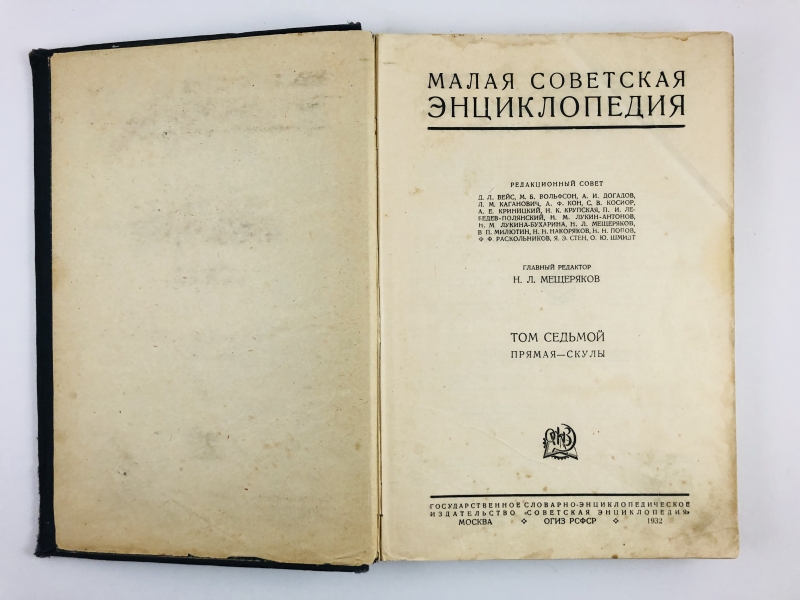 МАЛАЯ СОВЕТСКАЯ
ЭНЦИКЛОПЕДИЯ
РЕДАКЦИОННЫЙ СОВЕТ
Д. Л. ВЕЙС, М. Б. ВОЛЬФСОН, А. И. ДОГАДОВ,
Л. М. КАГАНОВИЧ, А. Ф. КОН, С. В. КОСИОР,
А. Е. КРИНИЦКИЙ, Н. К. КРУПСКАЯ, П. И. ЛЕ-
БЕДЕВ-ПОЛЯНСКИЙ, Н. М. ЛУКИН-АНТОНОВ,
Н. М. ЛУКИНА-БУХАРИНА, Н. Л. МЕЩЕРЯКОВ,
В. П. МИЛЮТИН, Н. Н. НАКОРЯКОВ, Н. Н. ПОПОВ,
Ф. Ф. РАСКОЛЬНИКОВ, Я. Э. СТЕН, О. Ю. ШМИДТ
ГЛАВНЫЙ РЕДАКТОР
Н. Л. МЕЩЕРЯКОВ
ТОМ СЕДЬМОЙ
ПРЯМАЯ—СКУЛЫ
ОГИЗ
ГОСУДАРСТВЕННОЕ СЛОВАРНО-ЭНЦИКЛОПЕДИЧЕСКОЕ
ИЗДАТЕЛЬСТВО «СОВЕТСКАЯ ЭНЦИКЛОПЕДИЯ»
МОСКВА ❖ ОГИЗ РСФСР ❖ 1932